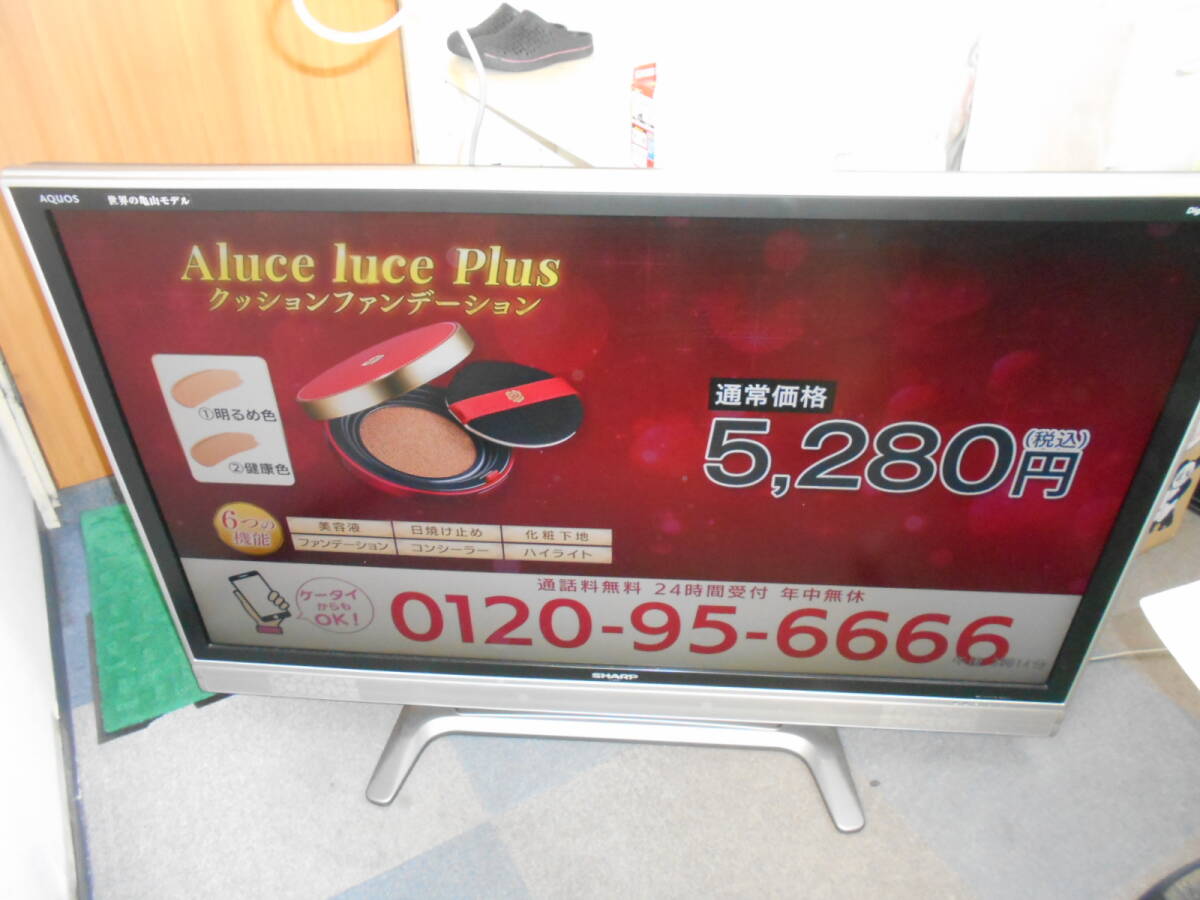 AQUOS 世界の亀山モデル
Aluce luce Plus
クッションファンデーション
①明るめ色
②健康色
通常価格
5,280円(税込)
6つの機能
美容液 日焼け止め 化粧下地
ファンデーション コンシーラー ハイライト
ケータイ
からも
OK!
通話料無料 24時間受付 年中無休
0120-95-6666
SHARP